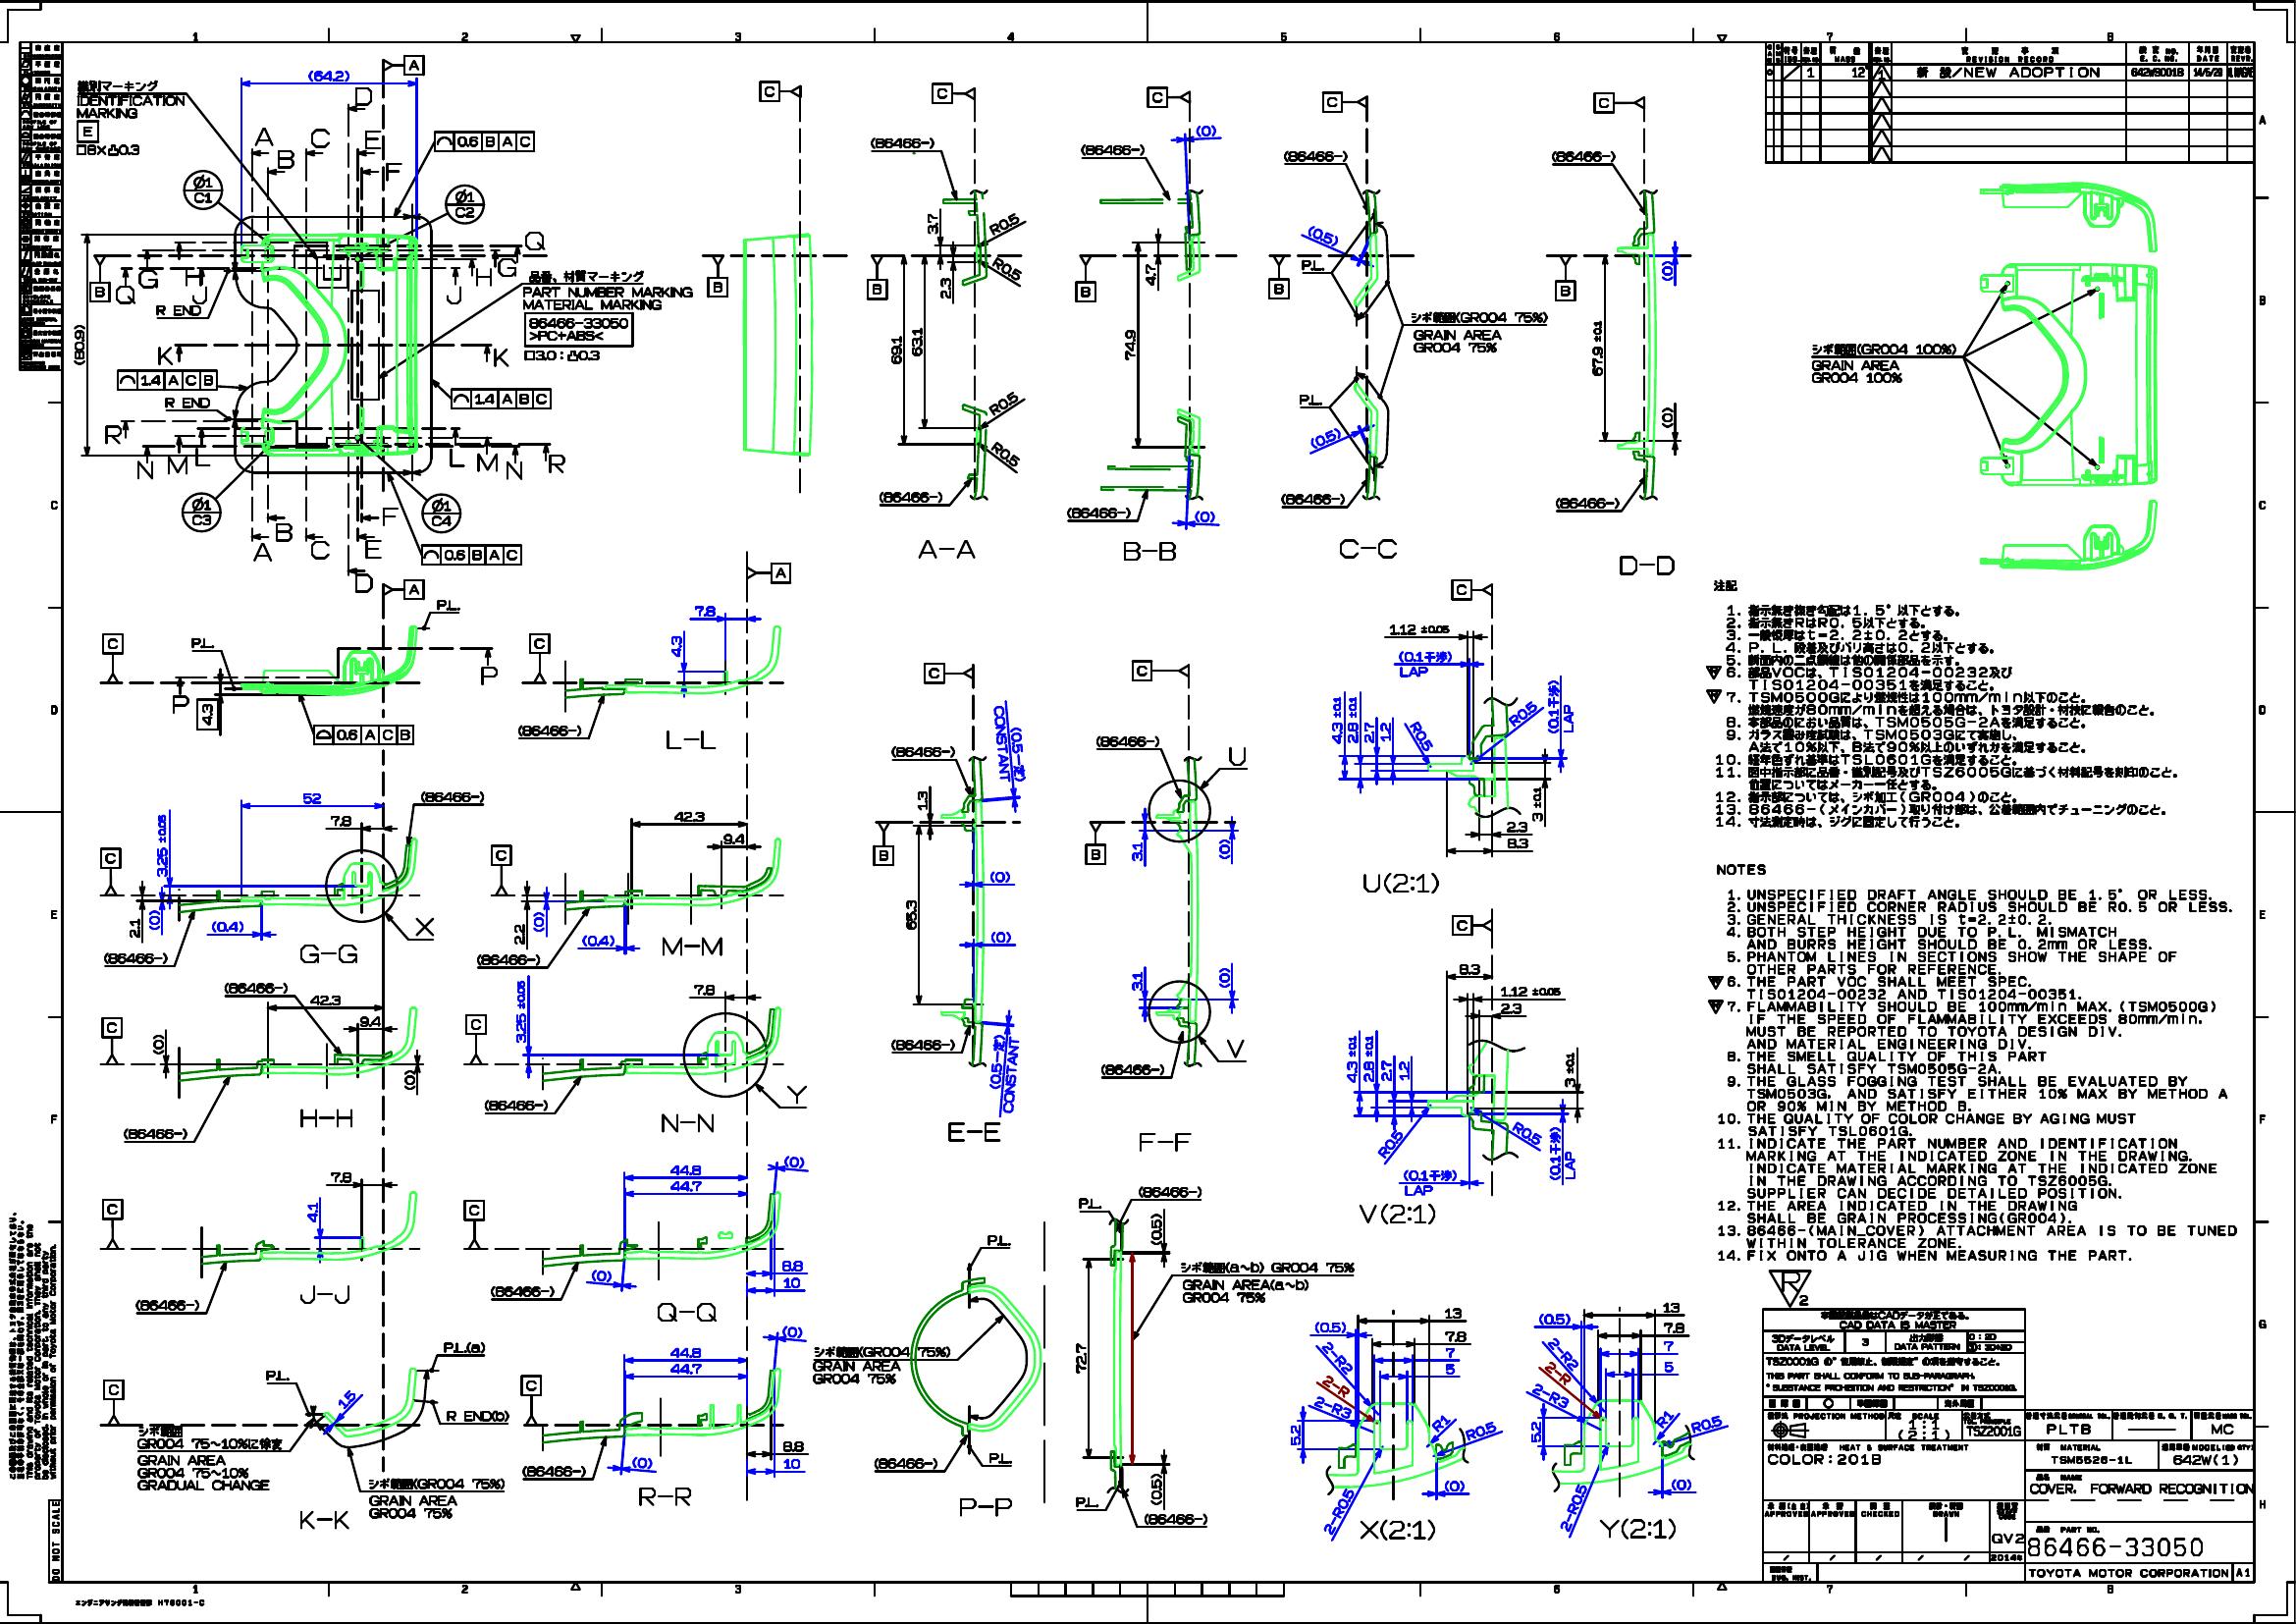 1 2 3 4 5 6 7 8
REVISION RECORD
E. C. NO.
DATE
MASS
1 12
新 設/NEW ADOPTION
642WS001B
14/5/29
識別マーキング
IDENTIFICATION
MARKING
E
□8×凸0.3
(64.2)
A
0.6 B A C
Ø1
C1
Ø1
C2
品番、材質マーキング
PART NUMBER MARKING
MATERIAL MARKING
86466-33050
>PC+ABS<
□3.0:凸0.3
R END
(80.9)
1.4 A C B
R END
1.4 A B C
Ø1
C3
Ø1
C4
0.6 B A C
(86466-)
3.7
R0.5
2.3
R0.5
69.1
63.1
R0.5
R0.5
(86466-)
A-A
(0)
(86466-)
4.7
74.9
(86466-)
(0)
B-B
(86466-)
(0.5)
P.L.
シボ範囲(GR004 75%)
GRAIN AREA
GR004 75%
P.L.
(0.5)
(86466-)
C-C
(86466-)
(0)
67.9 ±0.1
(0)
(86466-)
D-D
シボ範囲(GR004 100%)
GRAIN AREA
GR004 100%
P.L.
P.L.
4.3
0.6 A C B
P
P
7.8
4.3
(86466-)
L-L
52
(86466-)
7.8
3.25 ±0.05
2.1
(0)
(0.4)
(86466-)
X
G-G
42.3
9.4
2.2
(0)
(0.4)
(86466-)
M-M
(86466-)
42.3
9.4
(0)
(0)
(86466-)
H-H
3.25 ±0.05
7.8
(86466-)
Y
N-N
7.8
4.1
(86466-)
J-J
44.8
44.7
(0)
(0)
8.8
10
(86466-)
Q-Q
P.L.
P.L.(a)
1.5
R END(b)
シボ範囲
GR004 75~10%に徐変
GRAIN AREA
GR004 75~10%
GRADUAL CHANGE
シボ範囲(GR004 75%)
GRAIN AREA
GR004 75%
K-K
44.8
44.7
(0)
(0)
8.8
10
(86466-)
R-R
(86466-)
CONSTANT
(0.5一定)
1.3
(0)
65.3
(0)
(86466-)
(0.5一定)
CONSTANT
E-E
(86466-)
U
3.1
(0)
3.1
(0)
(86466-)
V
F-F
1.12 ±0.05
(0.1干渉)
LAP
4.3 ±0.1
2.8 ±0.1
2.7
1.2
R0.5
R0.5
(0.1干渉)
LAP
3 ±0.1
2.3
8.3
U(2:1)
8.3
1.12 ±0.05
2.3
4.3 ±0.1
2.8 ±0.1
2.7
1.2
3 ±0.1
R0.5
R0.5
(0.1干渉)
LAP
(0.1干渉)
LAP
V(2:1)
P.L.
シボ範囲(GR004 75%)
GRAIN AREA
GR004 75%
P.L.
P-P
P.L.
(86466-)
(0.5)
シボ範囲(a~b) GR004 75%
GRAIN AREA(a~b)
GR004 75%
72.7
(0.5)
P.L.
(86466-)
13
(0.5)
7.8
7
5
2-R2
2-R
2-R3
R1
R0.5
5.2
(0)
2-R0.5
X(2:1)
13
(0.5)
7.8
7
5
2-R2
2-R
2-R3
R1
R0.5
5.2
(0)
2-R0.5
Y(2:1)
注記
1. 指示無き抜き勾配は1.5°以下とする。
2. 指示無きRはR0.5以下とする。
3. 一般板厚はt=2.2±0.2とする。
4. P.L.段差及びバリ高さは0.2以下とする。
5. 断面内の二点鎖線は他の関係部品を示す。
6. 部品VOCは、TIS01204-00232及び
TIS01204-00351を満足すること。
7. TSM0500Gにより燃焼性は100mm/min以下のこと。
燃焼速度が80mm/minを超える場合は、トヨタ設計・材技に報告のこと。
8. 本部品のにおい品質は、TSM0505G-2Aを満足すること。
9. ガラス曇り度試験は、TSM0503Gにて実施し、
A法で10%以下、B法で90%以上のいずれかを満足すること。
10. 経年色ずれ基準はTSL0601Gを満足すること。
11. 図中指示部に品番・識別記号及びTSZ6005Gに基づく材料記号を刻印のこと。
位置についてはメーカー一任とする。
12. 指示部については、シボ加工(GR004)のこと。
13. 86466-(メインカバー)取り付け部は、公差範囲内でチューニングのこと。
14. 寸法測定時は、ジグに固定して行うこと。
NOTES
1. UNSPECIFIED DRAFT ANGLE SHOULD BE 1.5° OR LESS.
2. UNSPECIFIED CORNER RADIUS SHOULD BE R0.5 OR LESS.
3. GENERAL THICKNESS IS t=2.2±0.2.
4. BOTH STEP HEIGHT DUE TO P.L. MISMATCH
AND BURRS HEIGHT SHOULD BE 0.2mm OR LESS.
5. PHANTOM LINES IN SECTIONS SHOW THE SHAPE OF
OTHER PARTS FOR REFERENCE.
6. THE PART VOC SHALL MEET SPEC.
TIS01204-00232 AND TIS01204-00351.
7. FLAMMABILITY SHOULD BE 100mm/min MAX. (TSM0500G)
IF THE SPEED OF FLAMMABILITY EXCEEDS 80mm/min.
MUST BE REPORTED TO TOYOTA DESIGN DIV.
AND MATERIAL ENGINEERING DIV.
8. THE SMELL QUALITY OF THIS PART
SHALL SATISFY TSM0505G-2A.
9. THE GLASS FOGGING TEST SHALL BE EVALUATED BY
TSM0503G. AND SATISFY EITHER 10% MAX BY METHOD A
OR 90% MIN BY METHOD B.
10. THE QUALITY OF COLOR CHANGE BY AGING MUST
SATISFY TSL0601G.
11. INDICATE THE PART NUMBER AND IDENTIFICATION
MARKING AT THE INDICATED ZONE IN THE DRAWING.
INDICATE MATERIAL MARKING AT THE INDICATED ZONE
IN THE DRAWING ACCORDING TO TSZ6005G.
SUPPLIER CAN DECIDE DETAILED POSITION.
12. THE AREA INDICATED IN THE DRAWING
SHALL BE GRAIN PROCESSING(GR004).
13. 86466-(MAIN_COVER) ATTACHMENT AREA IS TO BE TUNED
WITHIN TOLERANCE ZONE.
14. FIX ONTO A JIG WHEN MEASURING THE PART.
R
2
CAD DATA IS MASTER
3Dデータレベル
DATA LEVEL
3
DATA PATTERN
THIS PART SHALL CONFORM TO SUB-PARAGRAPH.
PROJECTION METHOD
SCALE
1:1
(2:1)
TSZ2001G
PLTB
MC
HEAT & SURFACE TREATMENT
COLOR:201B
MATERIAL
TSM5526-1L
642W(1)
NAME
COVER. FORWARD RECOGNITION
APPROVED APPROVED CHECKED DRAWN
QV2
PART NO.
86466-33050
TOYOTA MOTOR CORPORATION A1
DO NOT SCALE
H76001-C